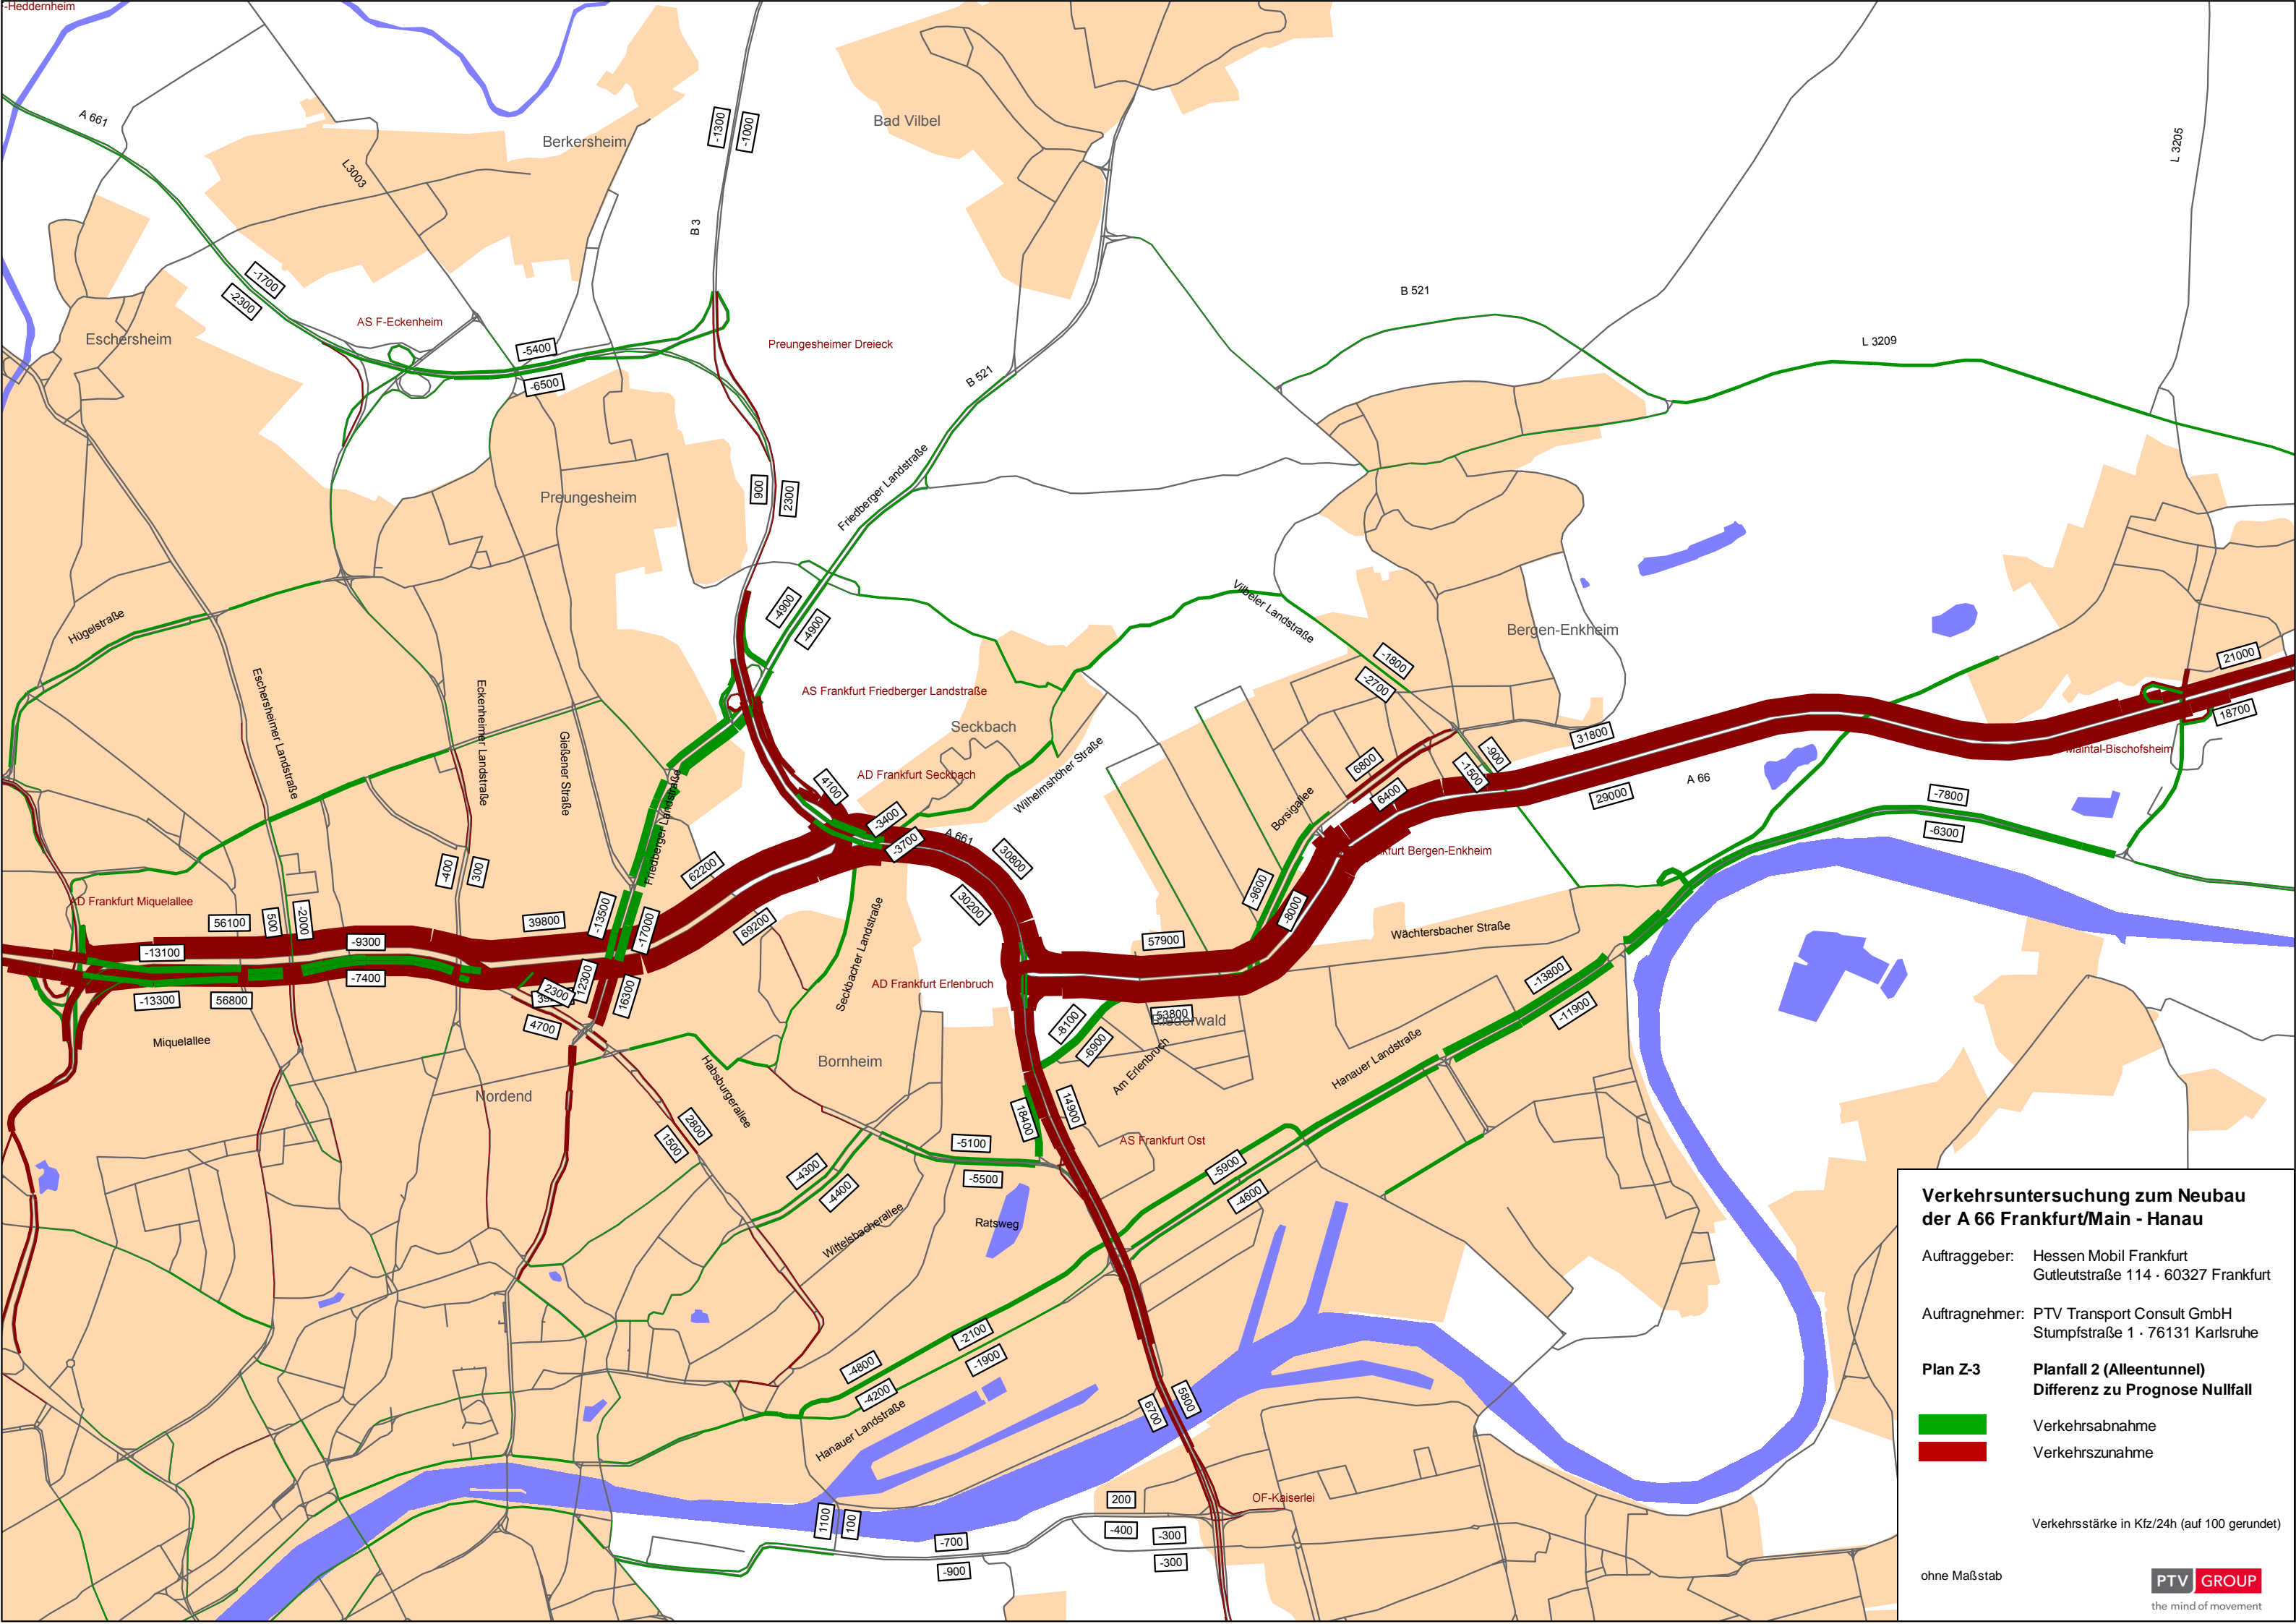 -Heddernheim
A 661
L3003
Berkersheim
-1300
-1000
B 3
Bad Vilbel
L 3205
-1700
-2300
AS F-Eckenheim
Eschersheim
-5400
-6500
Preungesheimer Dreieck
B 521
B 521
L 3209
Preungesheim
900
2300
Friedberger Landstraße
-4900
-4900
Vilbeler Landstraße
Bergen-Enkheim
Hügelstraße
Eschersheimer Landstraße
Eckenheimer Landstraße
Gießener Straße
Friedberger Landstraße
AS Frankfurt Friedberger Landstraße
Seckbach
-1800
-2700
21000
18700
Maintal-Bischofsheim
AD Frankfurt Seckbach
4100
-3400
-3700
A 661
Wilhelmshöher Straße
Borsigallee
6800
6400
-900
-1500
31800
29000
A 66
-7800
-6300
30800
30200
62200
69200
-400
300
AD Frankfurt Miquelallee
56100
500
-2000
-9300
-7400
39800
-13500
-17000
-13100
-13300
56800
12300
16300
2300
4700
Miquelallee
Seckbacher Landstraße
AD Frankfurt Erlenbruch
-9600
-8000
57900
53800
Riederwald
Wächtersbacher Straße
-8100
-6900
Am Erlenbruch
-13800
-11900
Hanauer Landstraße
Nordend
Habsburgerallee
Bornheim
2800
1500
18400
14900
AS Frankfurt Ost
-5100
-5500
-4300
-4400
Wittelsbacherallee
Ratsweg
-5900
-4600
-4800
-4200
-2100
-1900
Hanauer Landstraße
6700
5800
OF-Kaiserlei
1100
100
200
-400
-300
-300
-700
-900
Verkehrsuntersuchung zum Neubau
der A 66 Frankfurt/Main - Hanau
Auftraggeber: Hessen Mobil Frankfurt
Gutleutstraße 114 · 60327 Frankfurt
Auftragnehmer: PTV Transport Consult GmbH
Stumpfstraße 1 · 76131 Karlsruhe
Plan Z-3 Planfall 2 (Alleentunnel)
Differenz zu Prognose Nullfall
Verkehrsabnahme
Verkehrszunahme
Verkehrsstärke in Kfz/24h (auf 100 gerundet)
ohne Maßstab
PTV GROUP
the mind of movement